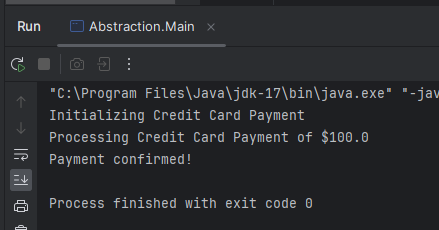 Run
Abstraction.Main
"C:\Program Files\Java\jdk-17\bin\java.exe" "-jav
Initializing Credit Card Payment
Processing Credit Card Payment of $100.0
Payment confirmed!
Process finished with exit code 0